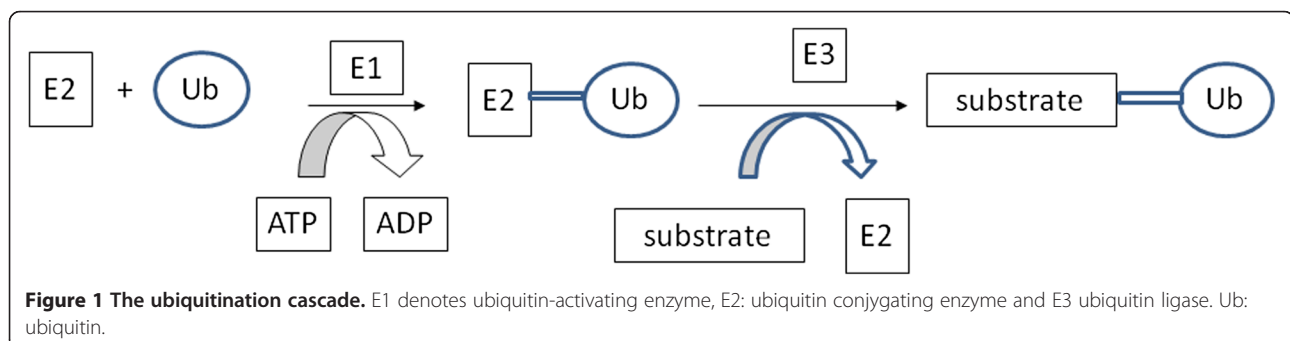 E2 + Ub E1 E2 Ub E3 substrate Ub
ATP ADP substrate E2
Figure 1 The ubiquitination cascade. E1 denotes ubiquitin-activating enzyme, E2: ubiquitin conjygating enzyme and E3 ubiquitin ligase. Ub:
ubiquitin.